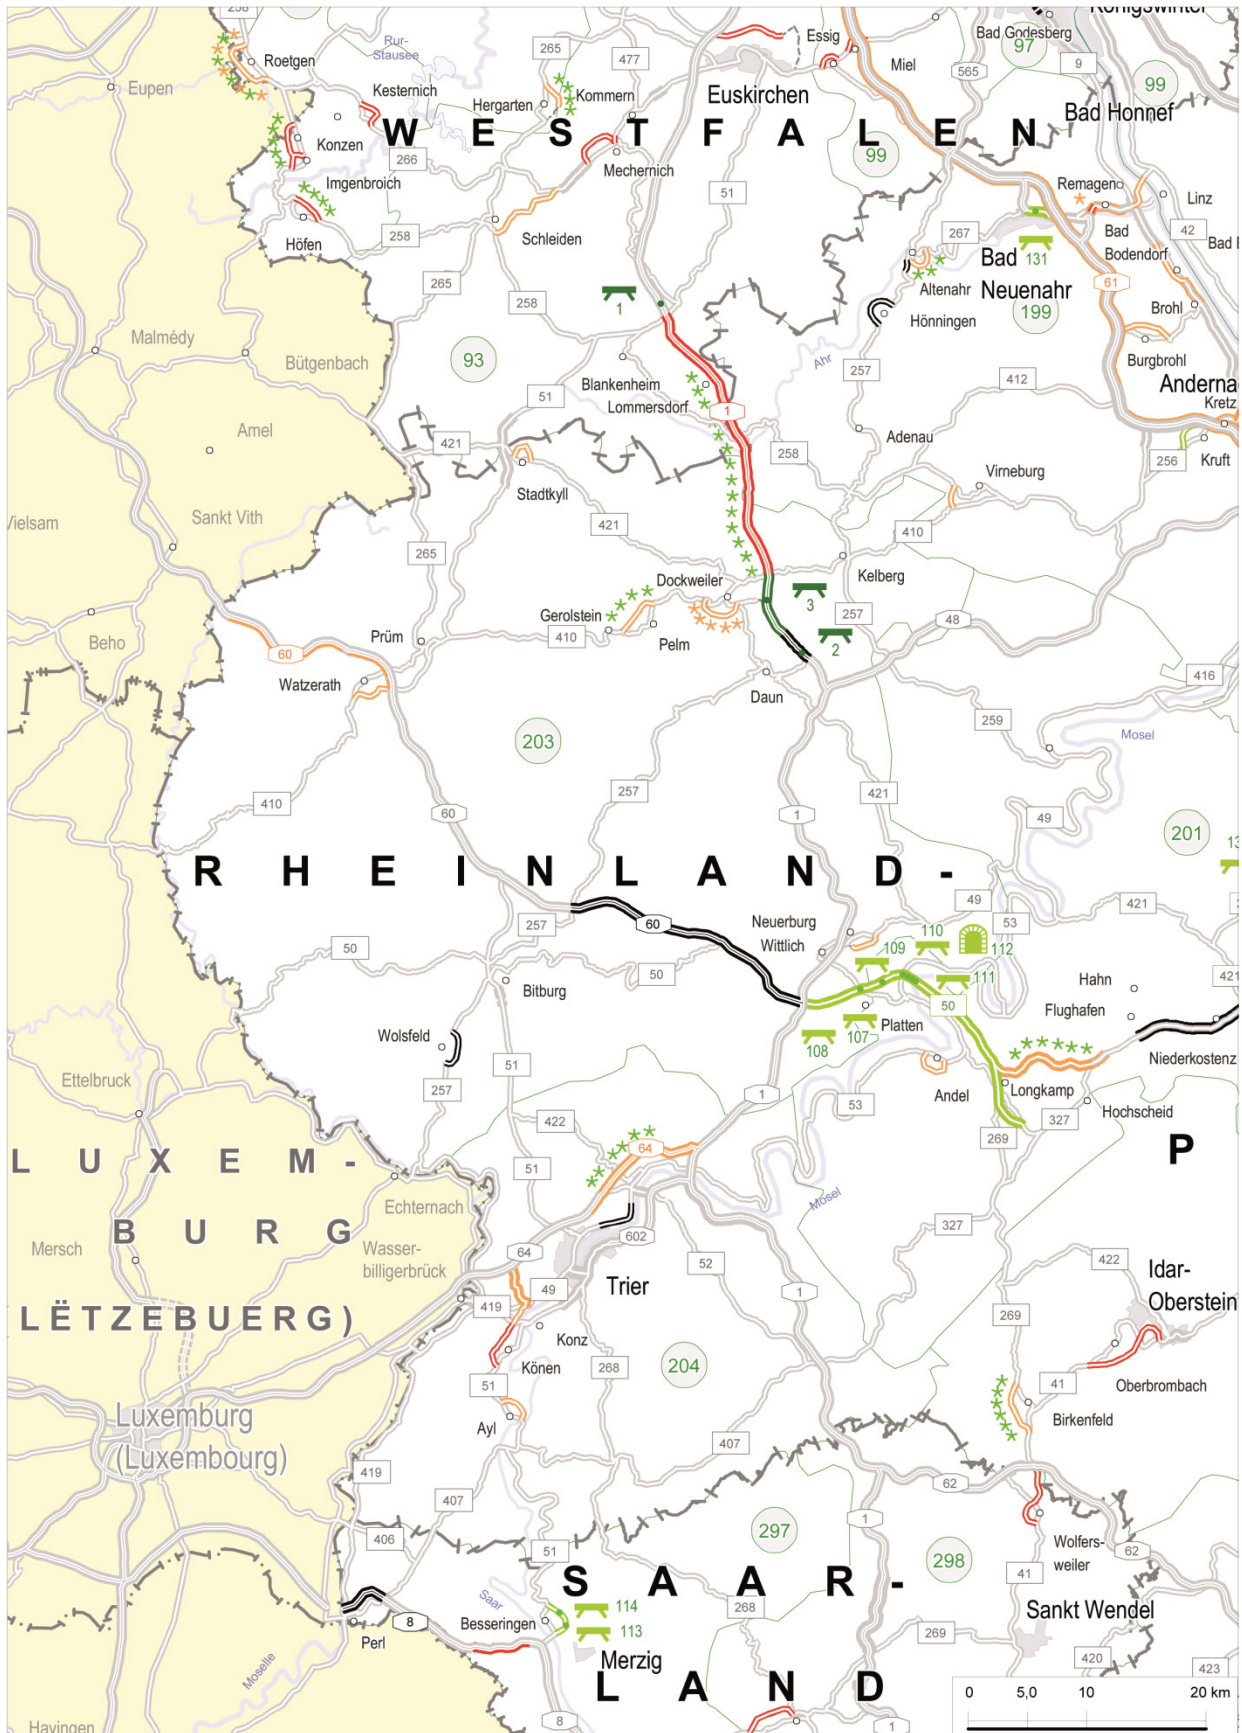 Königswinter
258
Rur-
Stausee
265
477
Essig
Bad Godesberg
97
Roetgen
Miel
565
9
99
Eupen
Kesternich
Hergarten
Kommern
Euskirchen
Bad Honnef
WESTFALEN
Konzen
266
Mechernich
99
Imgenbroich
51
Remagen
Linz
Höfen
258
Schleiden
267
Bad
131
Bad
Bodendorf
42
Bad
265
258
1
Altenahr
Neuenahr
61
199
Brohl
Malmédy
Bütgenbach
93
Hönningen
Burgbrohl
Blankenheim
Ahr
257
412
Lommersdorf
51
1
Kretz
Amel
421
258
Adenau
Stadtkyll
Virneburg
256
Kruft
Sankt Vith
421
410
265
Dockweiler
Kelberg
3
Gerolstein
257
48
Beho
Prüm
410
Pelm
2
60
Watzerath
Daun
416
259
Mosel
203
257
421
410
60
1
49
201
RHEINLAND-
49
421
257
60
Neuerburg
110
53
50
Wittlich
109
112
50
Hahn
421
Bitburg
111
Flughafen
50
Wolsfeld
107
Platten
108
Niederkostenz
Ettelbruck
51
257
1
53
Andel
Longkamp
Hochscheid
422
327
269
LUXEM-
64
P
51
Echternach
Mosel
BURG
Mersch
Wasser-
billigerbrück
602
327
64
52
422
Idar-
Oberstein
Trier
49
1
(LËTZEBUERG)
419
269
Konz
Könen
268
204
51
41
Oberbrombach
Luxemburg
(Luxembourg)
Ayl
Birkenfeld
407
419
62
407
1
406
297
Wolfers-
weiler
62
51
298
SAAR-
41
Saar
114
268
Sankt Wendel
8
Besseringen
113
Perl
269
Merzig
420
423
Moselle
LAND
0 5,0 10 20 km
8
1
Havingen